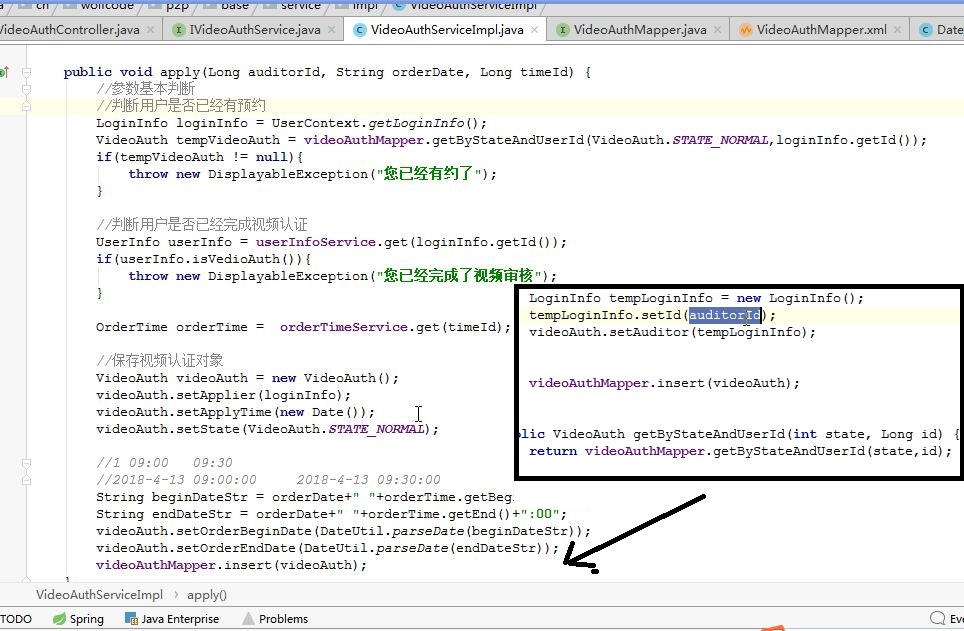 cn wolfcode p2p base service impl VideoAuthServiceImpl
VideoAuthController.java IVideoAuthService.java VideoAuthServiceImpl.java VideoAuthMapper.java VideoAuthMapper.xml Date
public void apply(Long auditorId, String orderDate, Long timeId) {
//参数基本判断
//判断用户是否已经有预约
LoginInfo loginInfo = UserContext.getLoginInfo();
VideoAuth tempVideoAuth = videoAuthMapper.getByStateAndUserId(VideoAuth.STATE_NORMAL,loginInfo.getId());
if(tempVideoAuth != null){
throw new DisplayableException("您已经有约了");
}
//判断用户是否已经完成视频认证
UserInfo userInfo = userInfoService.get(loginInfo.getId());
if(userInfo.isVedioAuth()){
throw new DisplayableException("您已经完成了视频审核");
}
OrderTime orderTime = orderTimeService.get(timeId);
//保存视频认证对象
VideoAuth videoAuth = new VideoAuth();
videoAuth.setApplier(loginInfo);
videoAuth.setApplyTime(new Date());
videoAuth.setState(VideoAuth.STATE_NORMAL);
//1 09:00 09:30
//2018-4-13 09:00:00 2018-4-13 09:30:00
String beginDateStr = orderDate+" "+orderTime.getBeg
String endDateStr = orderDate+" "+orderTime.getEnd()+":00";
videoAuth.setOrderBeginDate(DateUtil.parseDate(beginDateStr));
videoAuth.setOrderEndDate(DateUtil.parseDate(endDateStr));
videoAuthMapper.insert(videoAuth);
LoginInfo tempLoginInfo = new LoginInfo();
tempLoginInfo.setId(auditorId);
videoAuth.setAuditor(tempLoginInfo);
videoAuthMapper.insert(videoAuth);
lic VideoAuth getByStateAndUserId(int state, Long id) {
return videoAuthMapper.getByStateAndUserId(state,id);
VideoAuthServiceImpl › apply()
TODO Spring Java Enterprise Problems Eve